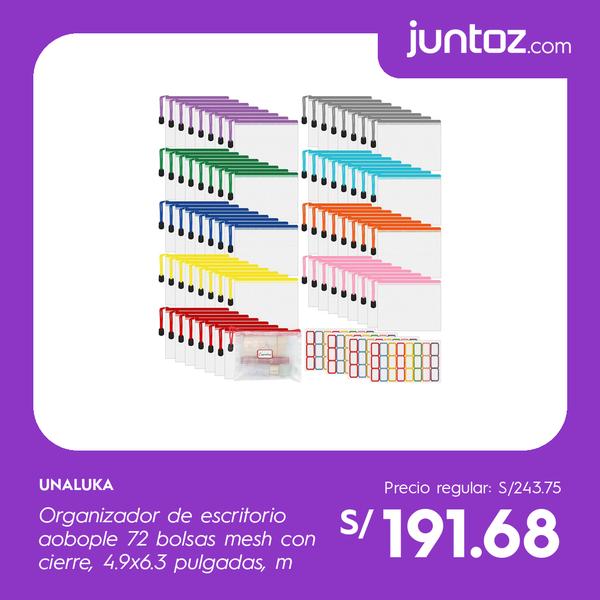 juntoz.com
UNALUKA
Organizador de escritorio
aobople 72 bolsas mesh con
cierre, 4.9x6.3 pulgadas, m
Precio regular: S/243.75
S/191.68